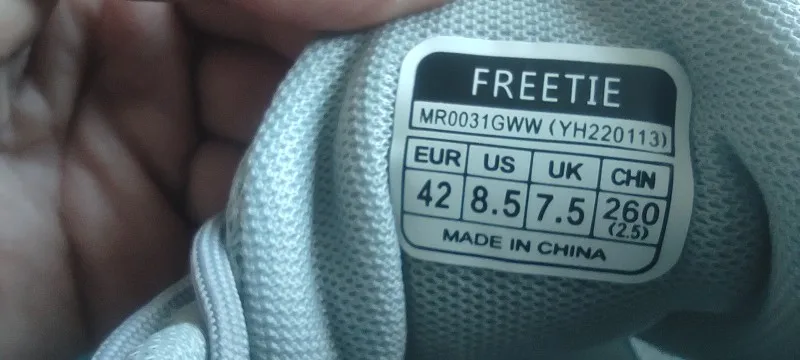 FREETIE
MR0031GWW (YH220113)
EUR US UK CHN
42 8.5 7.5 260 (2.5)
MADE IN CHINA